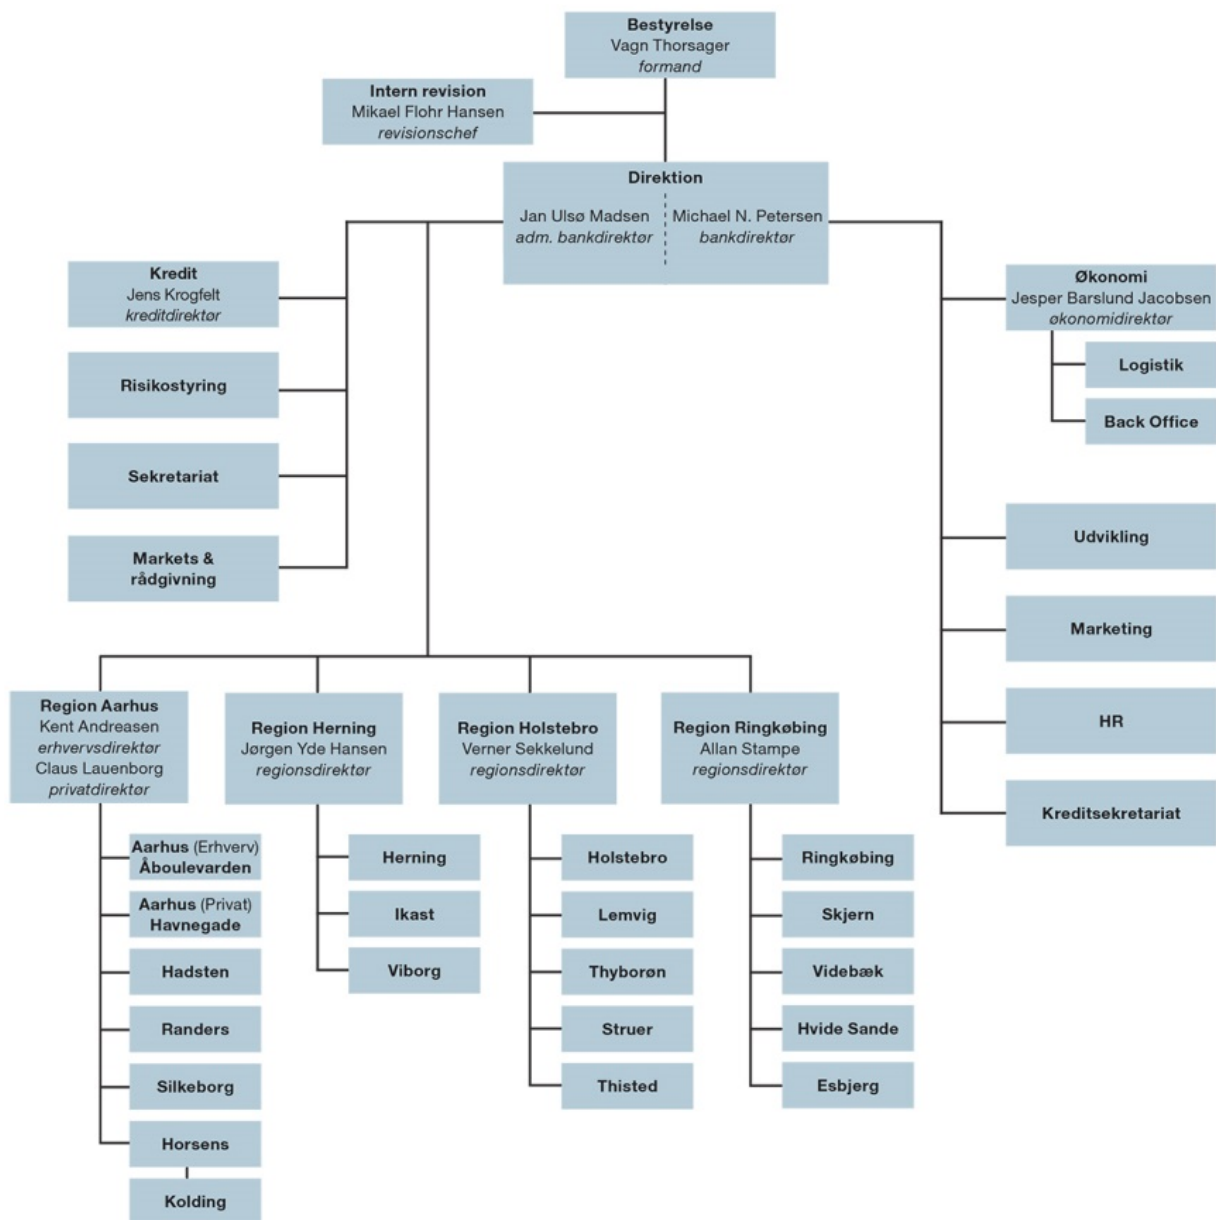 Bestyrelse
Vagn Thorsager
formand
Intern revision
Mikael Flohr Hansen
revisionschef
Direktion
Jan Ulsø Madsen
adm. bankdirektør
Michael N. Petersen
bankdirektør
Kredit
Jens Krogfelt
kreditdirektør
Risikostyring
Sekretariat
Markets &
rådgivning
Økonomi
Jesper Barslund Jacobsen
økonomidirektør
Logistik
Back Office
Udvikling
Marketing
HR
Kreditsekretariat
Region Aarhus
Kent Andreasen
erhvervsdirektør
Claus Lauenborg
privatdirektør
Aarhus (Erhverv)
Åboulevarden
Aarhus (Privat)
Havnegade
Hadsten
Randers
Silkeborg
Horsens
Kolding
Region Herning
Jørgen Yde Hansen
regionsdirektør
Herning
Ikast
Viborg
Region Holstebro
Verner Sekkelund
regionsdirektør
Holstebro
Lemvig
Thyborøn
Struer
Thisted
Region Ringkøbing
Allan Stampe
regionsdirektør
Ringkøbing
Skjern
Videbæk
Hvide Sande
Esbjerg